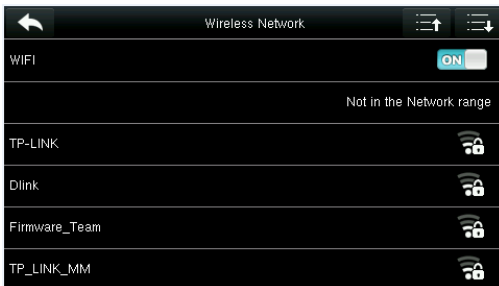 Wireless Network
WIFI
ON
Not in the Network range
TP-LINK
Dlink
Firmware_Team
TP_LINK_MM